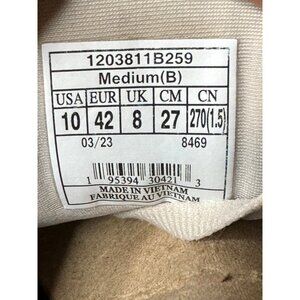 1203811B259
Medium(B)
USA EUR UK CM CN
10 42 8 27 270(1.5)
03/23 8469
1 95394 30421 3
MADE IN VIETNAM
FABRIQUE AU VIETNAM